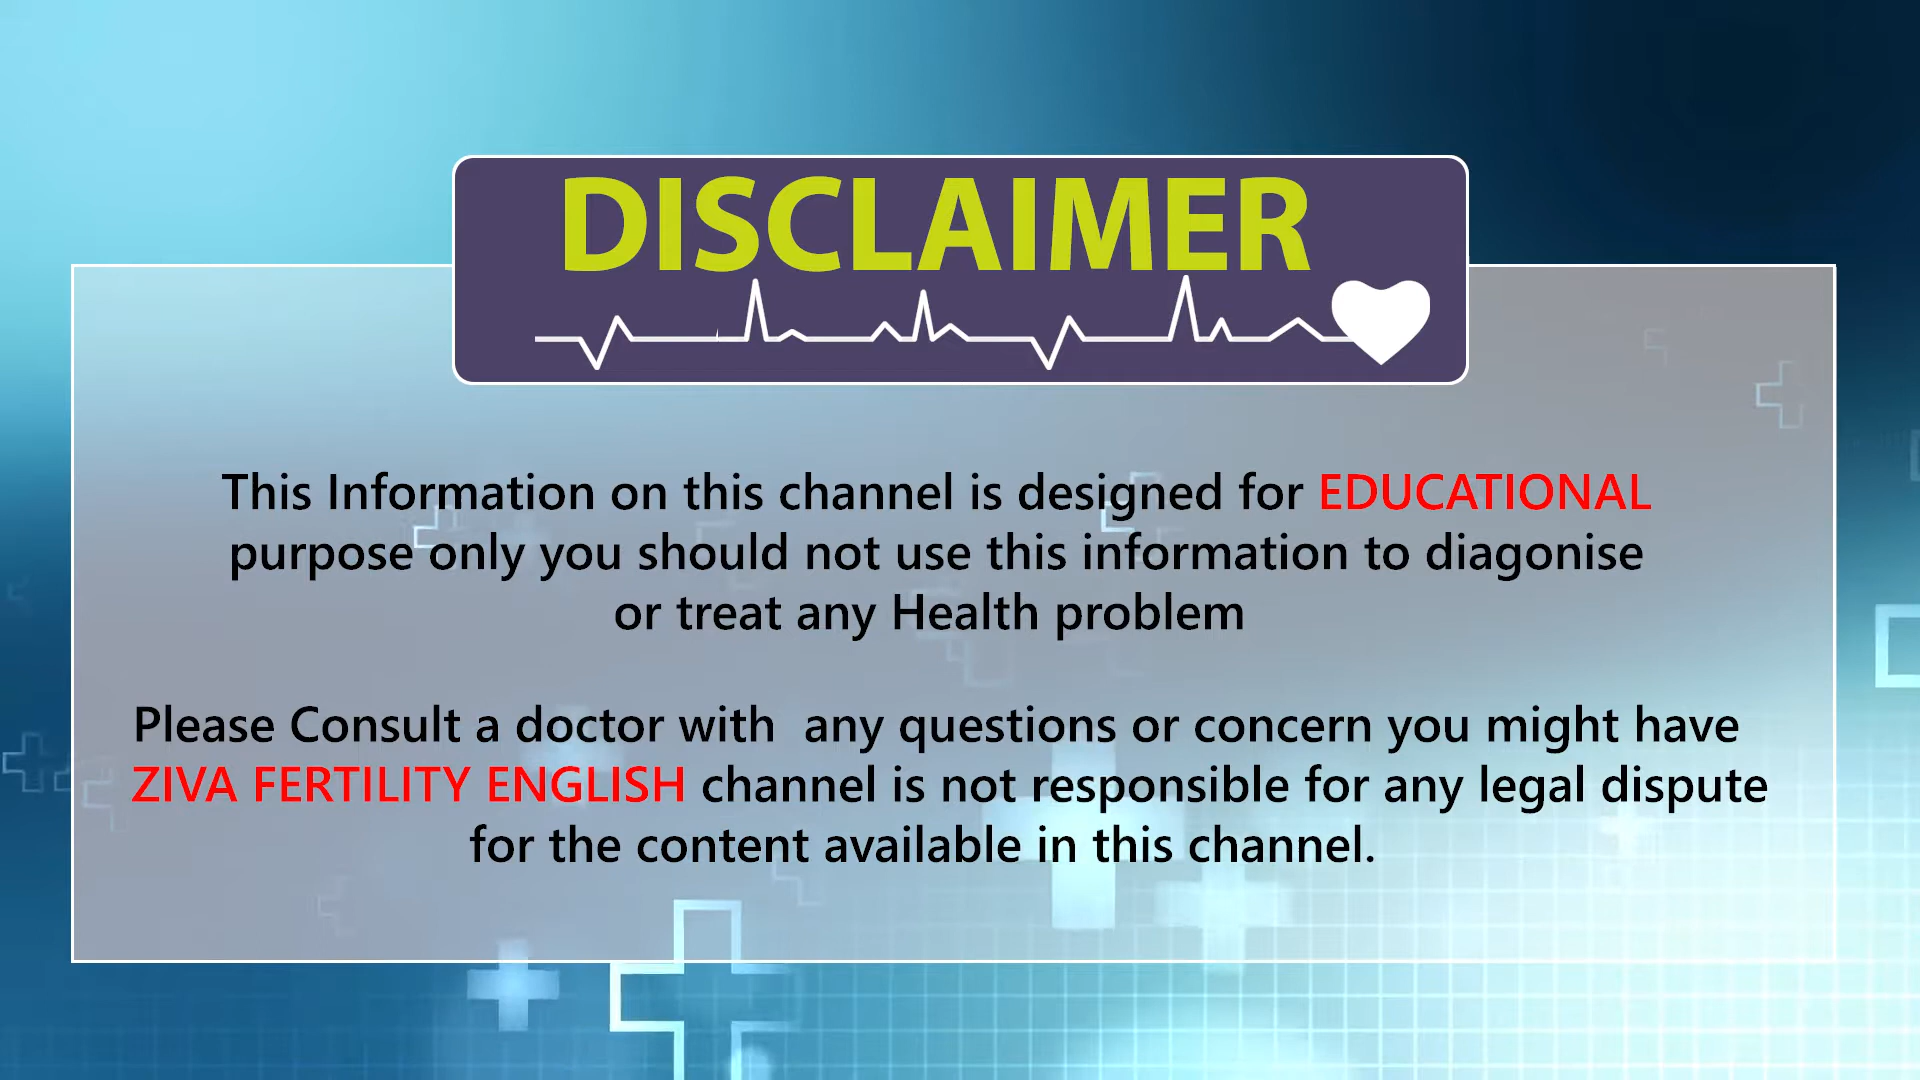 DISCLAIMER
This Information on this channel is designed for EDUCATIONAL
purpose only you should not use this information to diagonise
or treat any Health problem
Please Consult a doctor with any questions or concern you might have
ZIVA FERTILITY ENGLISH channel is not responsible for any legal dispute
for the content available in this channel.